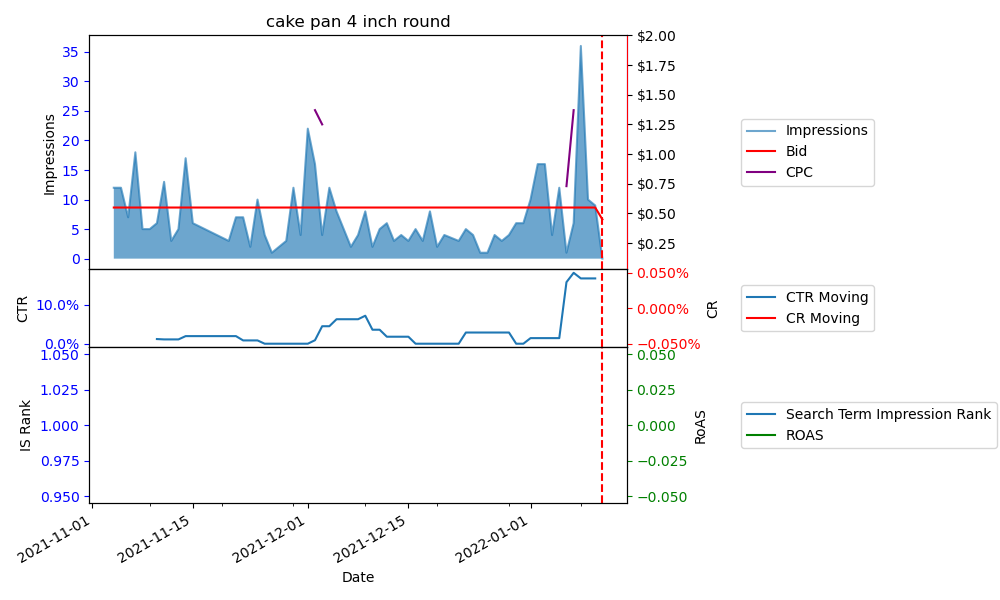 cake pan 4 inch round
Impressions
35
30
25
20
15
10
5
0
$2.00
$1.75
$1.50
$1.25
$1.00
$0.75
$0.50
$0.25
Impressions
Bid
CPC
CTR
10.0%
0.0%
0.050%
0.000%
−0.050%
CR
CTR Moving
CR Moving
IS Rank
1.050
1.025
1.000
0.975
0.950
0.050
0.025
0.000
−0.025
−0.050
RoAS
Search Term Impression Rank
ROAS
2021-11-01
2021-11-15
2021-12-01
2021-12-15
2022-01-01
Date